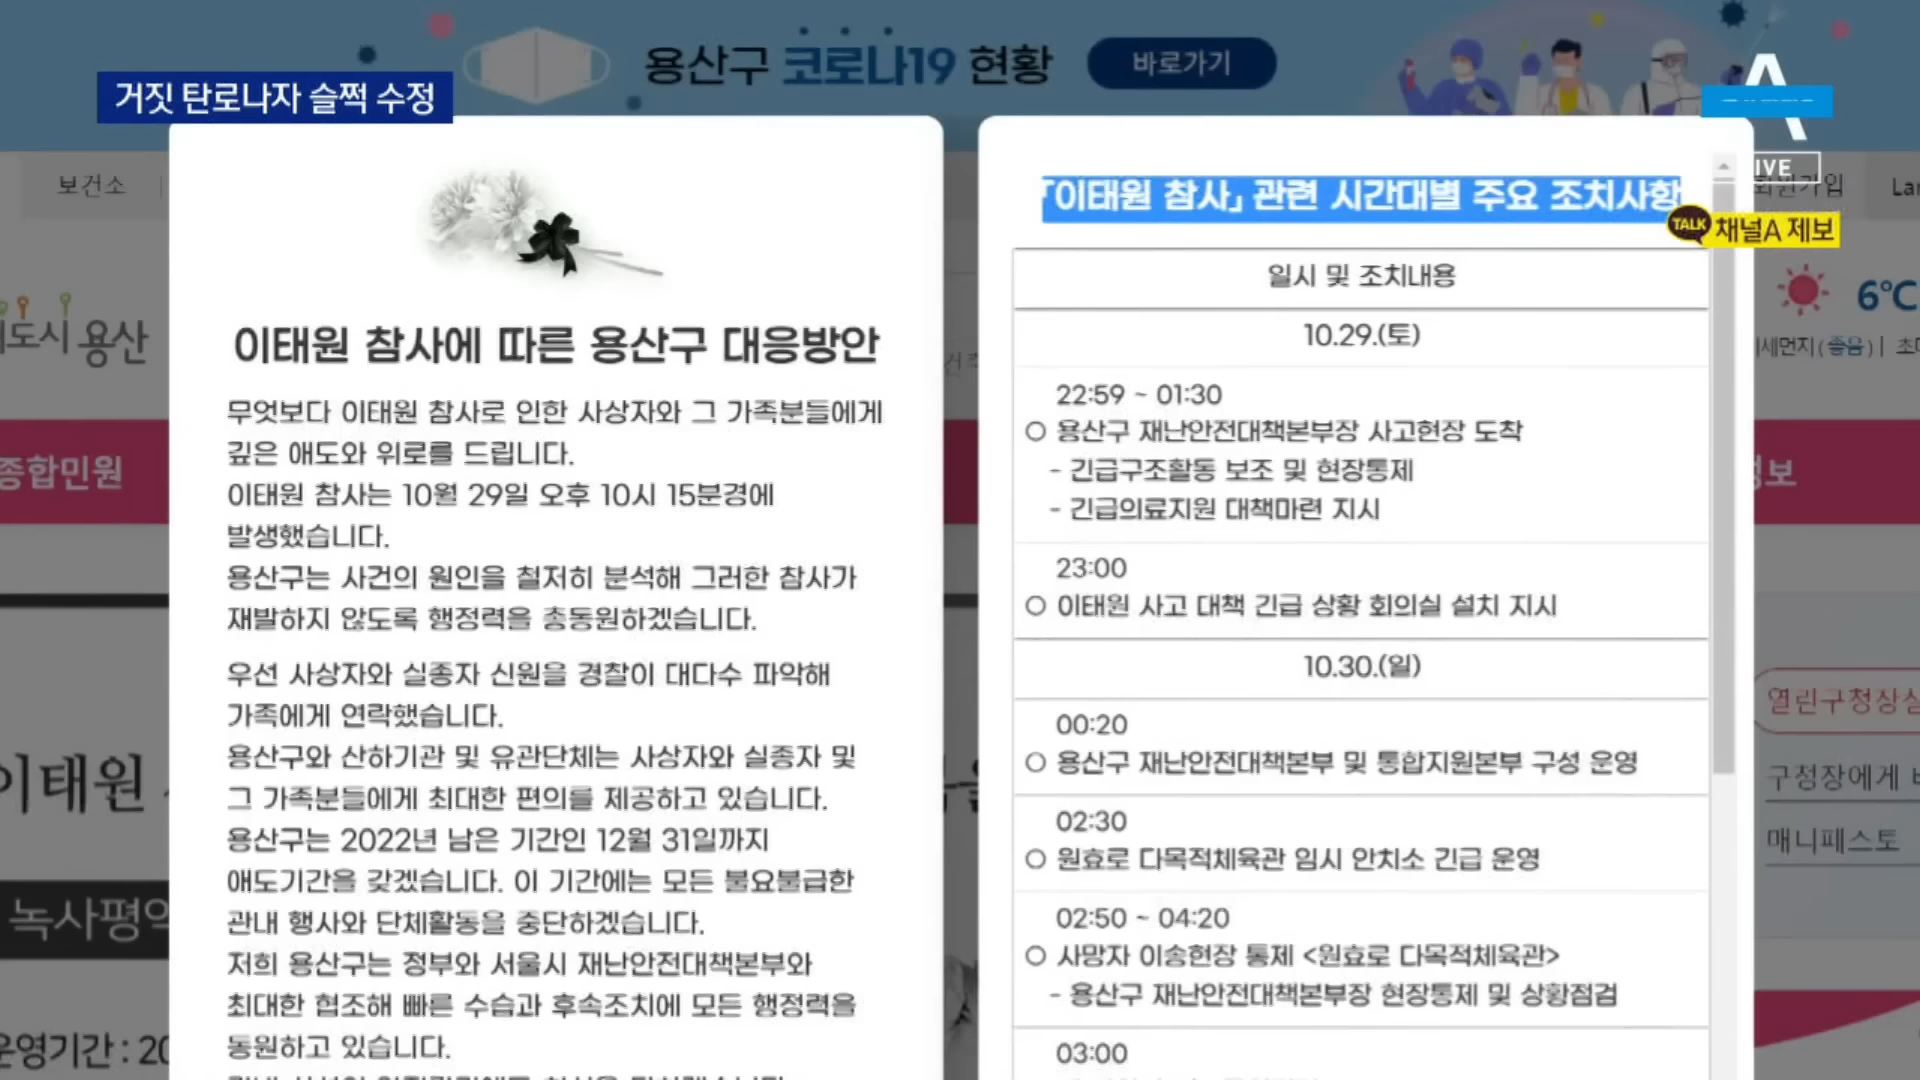 용산구 코로나19 현황
바로가기
거짓 탄로나자 슬쩍 수정
IVE
TALK 채널A 제보
보건소
Lan
용산
6°C
세먼지(좋음)
종합민원
이태원
녹사평역
운영기간 : 20
이태원 참사에 따른 용산구 대응방안
무엇보다 이태원 참사로 인한 사상자와 그 가족분들에게
깊은 애도와 위로를 드립니다.
이태원 참사는 10월 29일 오후 10시 15분경에
발생했습니다.
용산구는 사건의 원인을 철저히 분석해 그러한 참사가
재발하지 않도록 행정력을 총동원하겠습니다.
우선 사상자와 실종자 신원을 경찰이 대다수 파악해
가족에게 연락했습니다.
용산구와 산하기관 및 유관단체는 사상자와 실종자 및
그 가족분들에게 최대한 편의를 제공하고 있습니다.
용산구는 2022년 남은 기간인 12월 31일까지
애도기간을 갖겠습니다. 이 기간에는 모든 불요불급한
관내 행사와 단체활동을 중단하겠습니다.
저희 용산구는 정부와 서울시 재난안전대책본부와
최대한 협조해 빠른 수습과 후속조치에 모든 행정력을
동원하고 있습니다.
「이태원 참사」 관련 시간대별 주요 조치사항
일시 및 조치내용
10.29.(토)
22:59 ~ 01:30
○ 용산구 재난안전대책본부장 사고현장 도착
- 긴급구조활동 보조 및 현장통제
- 긴급의료지원 대책마련 지시
23:00
○ 이태원 사고 대책 긴급 상황 회의실 설치 지시
10.30.(일)
00:20
○ 용산구 재난안전대책본부 및 통합지원본부 구성 운영
02:30
○ 원효로 다목적체육관 임시 안치소 긴급 운영
02:50 ~ 04:20
○ 사망자 이송현장 통제 <원효로 다목적체육관>
- 용산구 재난안전대책본부장 현장통제 및 상황점검
03:00
열린구청장실
구청장에게
매니페스토